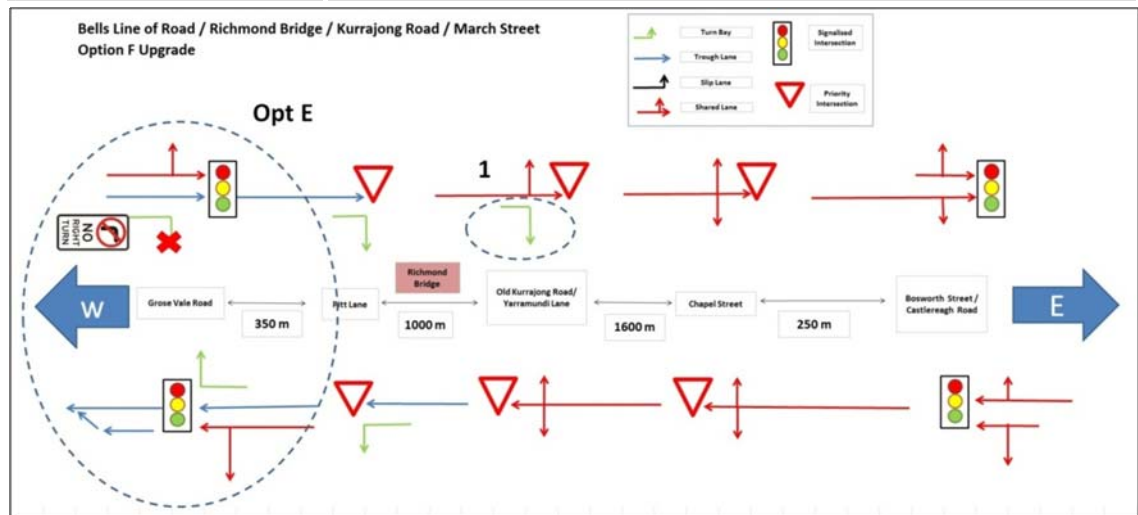 Bells Line of Road / Richmond Bridge / Kurrajong Road / March Street
Option F Upgrade
Turn Bay
Trough Lane
Slip Lane
Shared Lane
Signalised
Intersection
Priority
Intersection
Opt E
1
NO
RIGHT
TURN
W
Grose Vale Road
350 m
Pitt Lane
Richmond
Bridge
1000 m
Old Kurrajong Road/
Yarramundi Lane
1600 m
Chapel Street
250 m
Bosworth Street /
Castlereagh Road
E